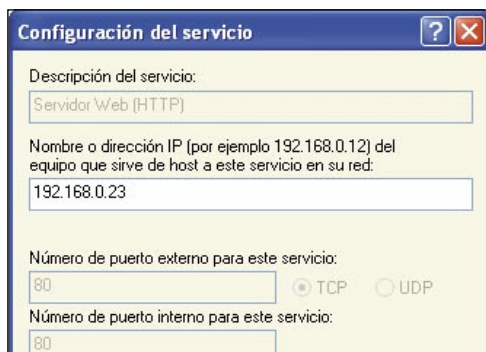 Configuración del servicio
Descripción del servicio:
Servidor Web (HTTP)
Nombre o dirección IP (por ejemplo 192.168.0.12) del
equipo que sirve de host a este servicio en su red:
192.168.0.23
Número de puerto externo para este servicio:
80 TCP UDP
Número de puerto interno para este servicio:
80